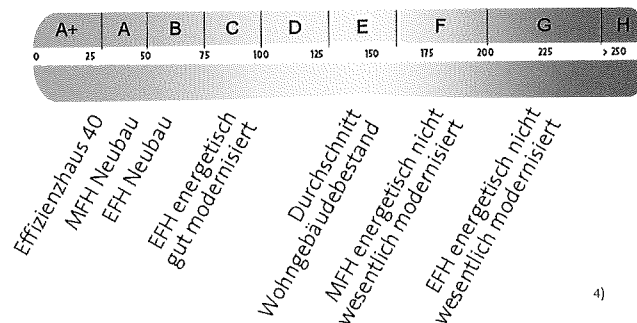 A+ A B C D E F G H
0 25 50 75 100 125 150 175 200 225 > 250
Effizienzhaus 40
MFH Neubau
EFH Neubau
EFH energetisch
gut modernisiert
Durchschnitt
Wohngebäudebestand
MFH energetisch nicht
wesentlich modernisiert
EFH energetisch nicht
wesentlich modernisiert
4)